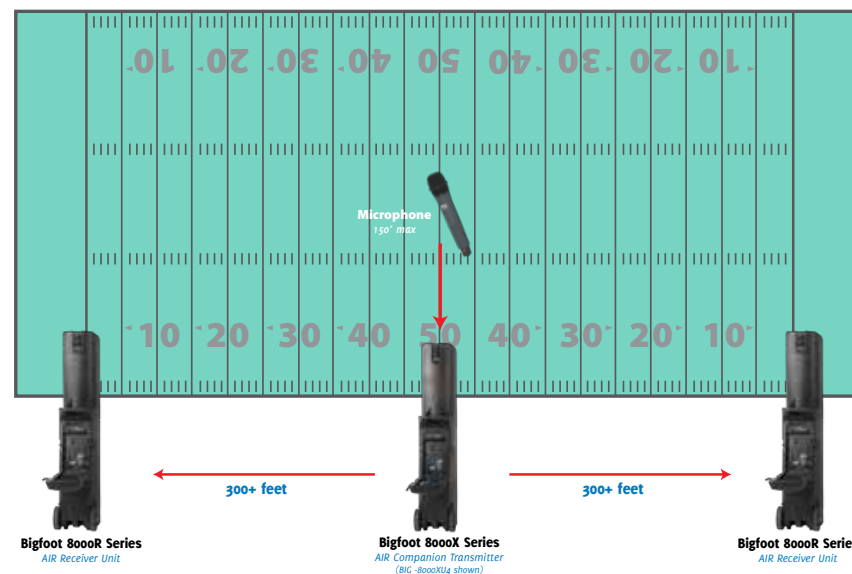 10 20 30 40 50 40 30 20 10
Microphone
150' max
10 20 30 40 50 40 30 20 10
300+ feet
300+ feet
Bigfoot 8000R Series
AIR Receiver Unit
Bigfoot 8000X Series
AIR Companion Transmitter
(BIG -8000XU4 shown)
Bigfoot 8000R Serie
AIR Receiver Unit